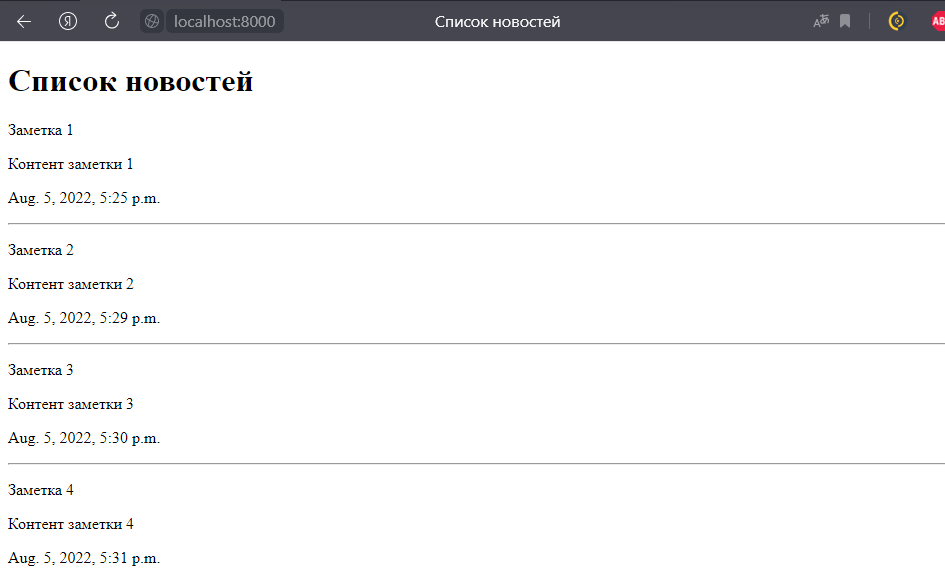 Я localhost:8000 Список новостей AB
Список новостей
Заметка 1
Контент заметки 1
Aug. 5, 2022, 5:25 p.m.
Заметка 2
Контент заметки 2
Aug. 5, 2022, 5:29 p.m.
Заметка 3
Контент заметки 3
Aug. 5, 2022, 5:30 p.m.
Заметка 4
Контент заметки 4
Aug. 5, 2022, 5:31 p.m.